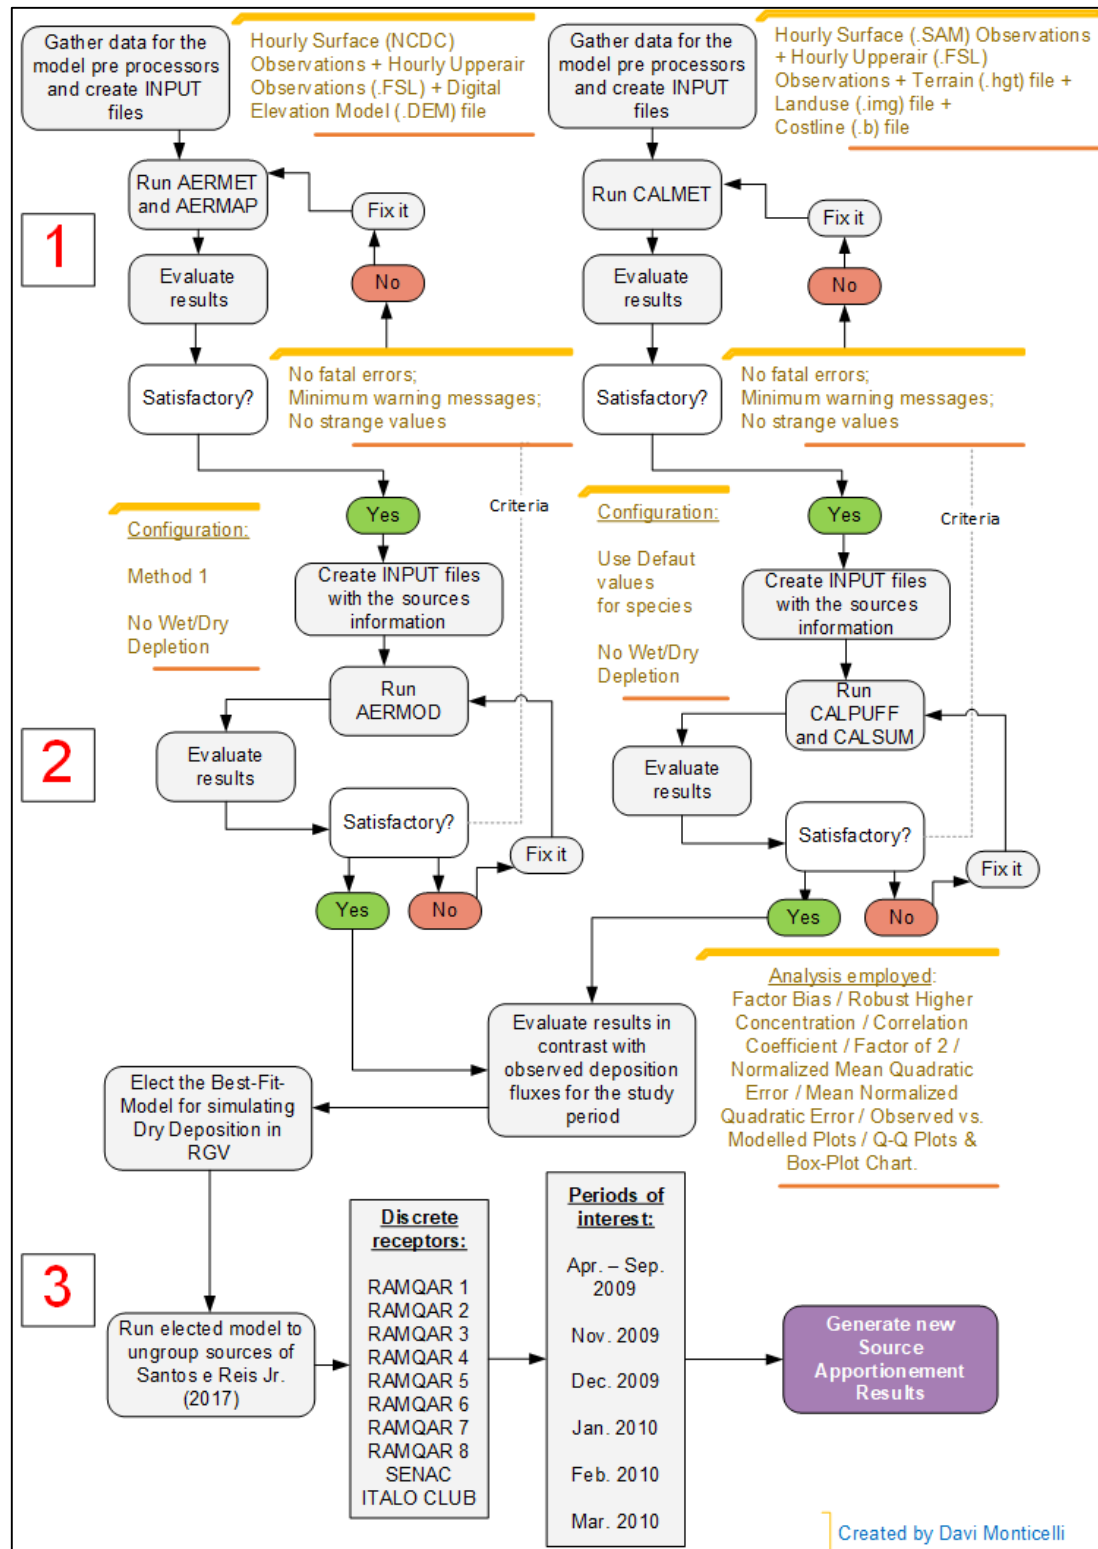 Gather data for the
model pre processors
and create INPUT
files
Hourly Surface (NCDC)
Observations + Hourly Upperair
Observations (.FSL) + Digital
Elevation Model (.DEM) file
Gather data for the
model pre processors
and create INPUT
files
Hourly Surface (.SAM) Observations
+ Hourly Upperair (.FSL)
Observations + Terrain (.hgt) file +
Landuse (.img) file +
Costline (.b) file
1
Run AERMET
and AERMAP
Fix it
Evaluate
results
No
Satisfactory?
No fatal errors;
Minimum warning messages;
No strange values
Run CALMET
Fix it
Evaluate
results
No
Satisfactory?
No fatal errors;
Minimum warning messages;
No strange values
Yes
Criteria
Configuration:
Method 1
No Wet/Dry
Depletion
Create INPUT files
with the sources
information
Yes
Criteria
Configuration:
Use Defaut
values
for species
No Wet/Dry
Depletion
Create INPUT files
with the sources
information
2
Run
AERMOD
Evaluate
results
Satisfactory?
Fix it
Yes
No
Run
CALPUFF
and CALSUM
Evaluate
results
Satisfactory?
Fix it
Yes
No
Analysis employed:
Factor Bias / Robust Higher
Concentration / Correlation
Coefficient / Factor of 2 /
Normalized Mean Quadratic
Error / Mean Normalized
Quadratic Error / Observed vs.
Modelled Plots / Q-Q Plots &
Box-Plot Chart.
Evaluate results in
contrast with
observed deposition
fluxes for the study
period
Elect the Best-Fit-
Model for simulating
Dry Deposition in
RGV
3
Run elected model to
ungroup sources of
Santos e Reis Jr.
(2017)
Discrete
receptors:
RAMQAR 1
RAMQAR 2
RAMQAR 3
RAMQAR 4
RAMQAR 5
RAMQAR 6
RAMQAR 7
RAMQAR 8
SENAC
ITALO CLUB
Periods of
interest:
Apr. – Sep.
2009
Nov. 2009
Dec. 2009
Jan. 2010
Feb. 2010
Mar. 2010
Generate new
Source
Apportionement
Results
Created by Davi Monticelli